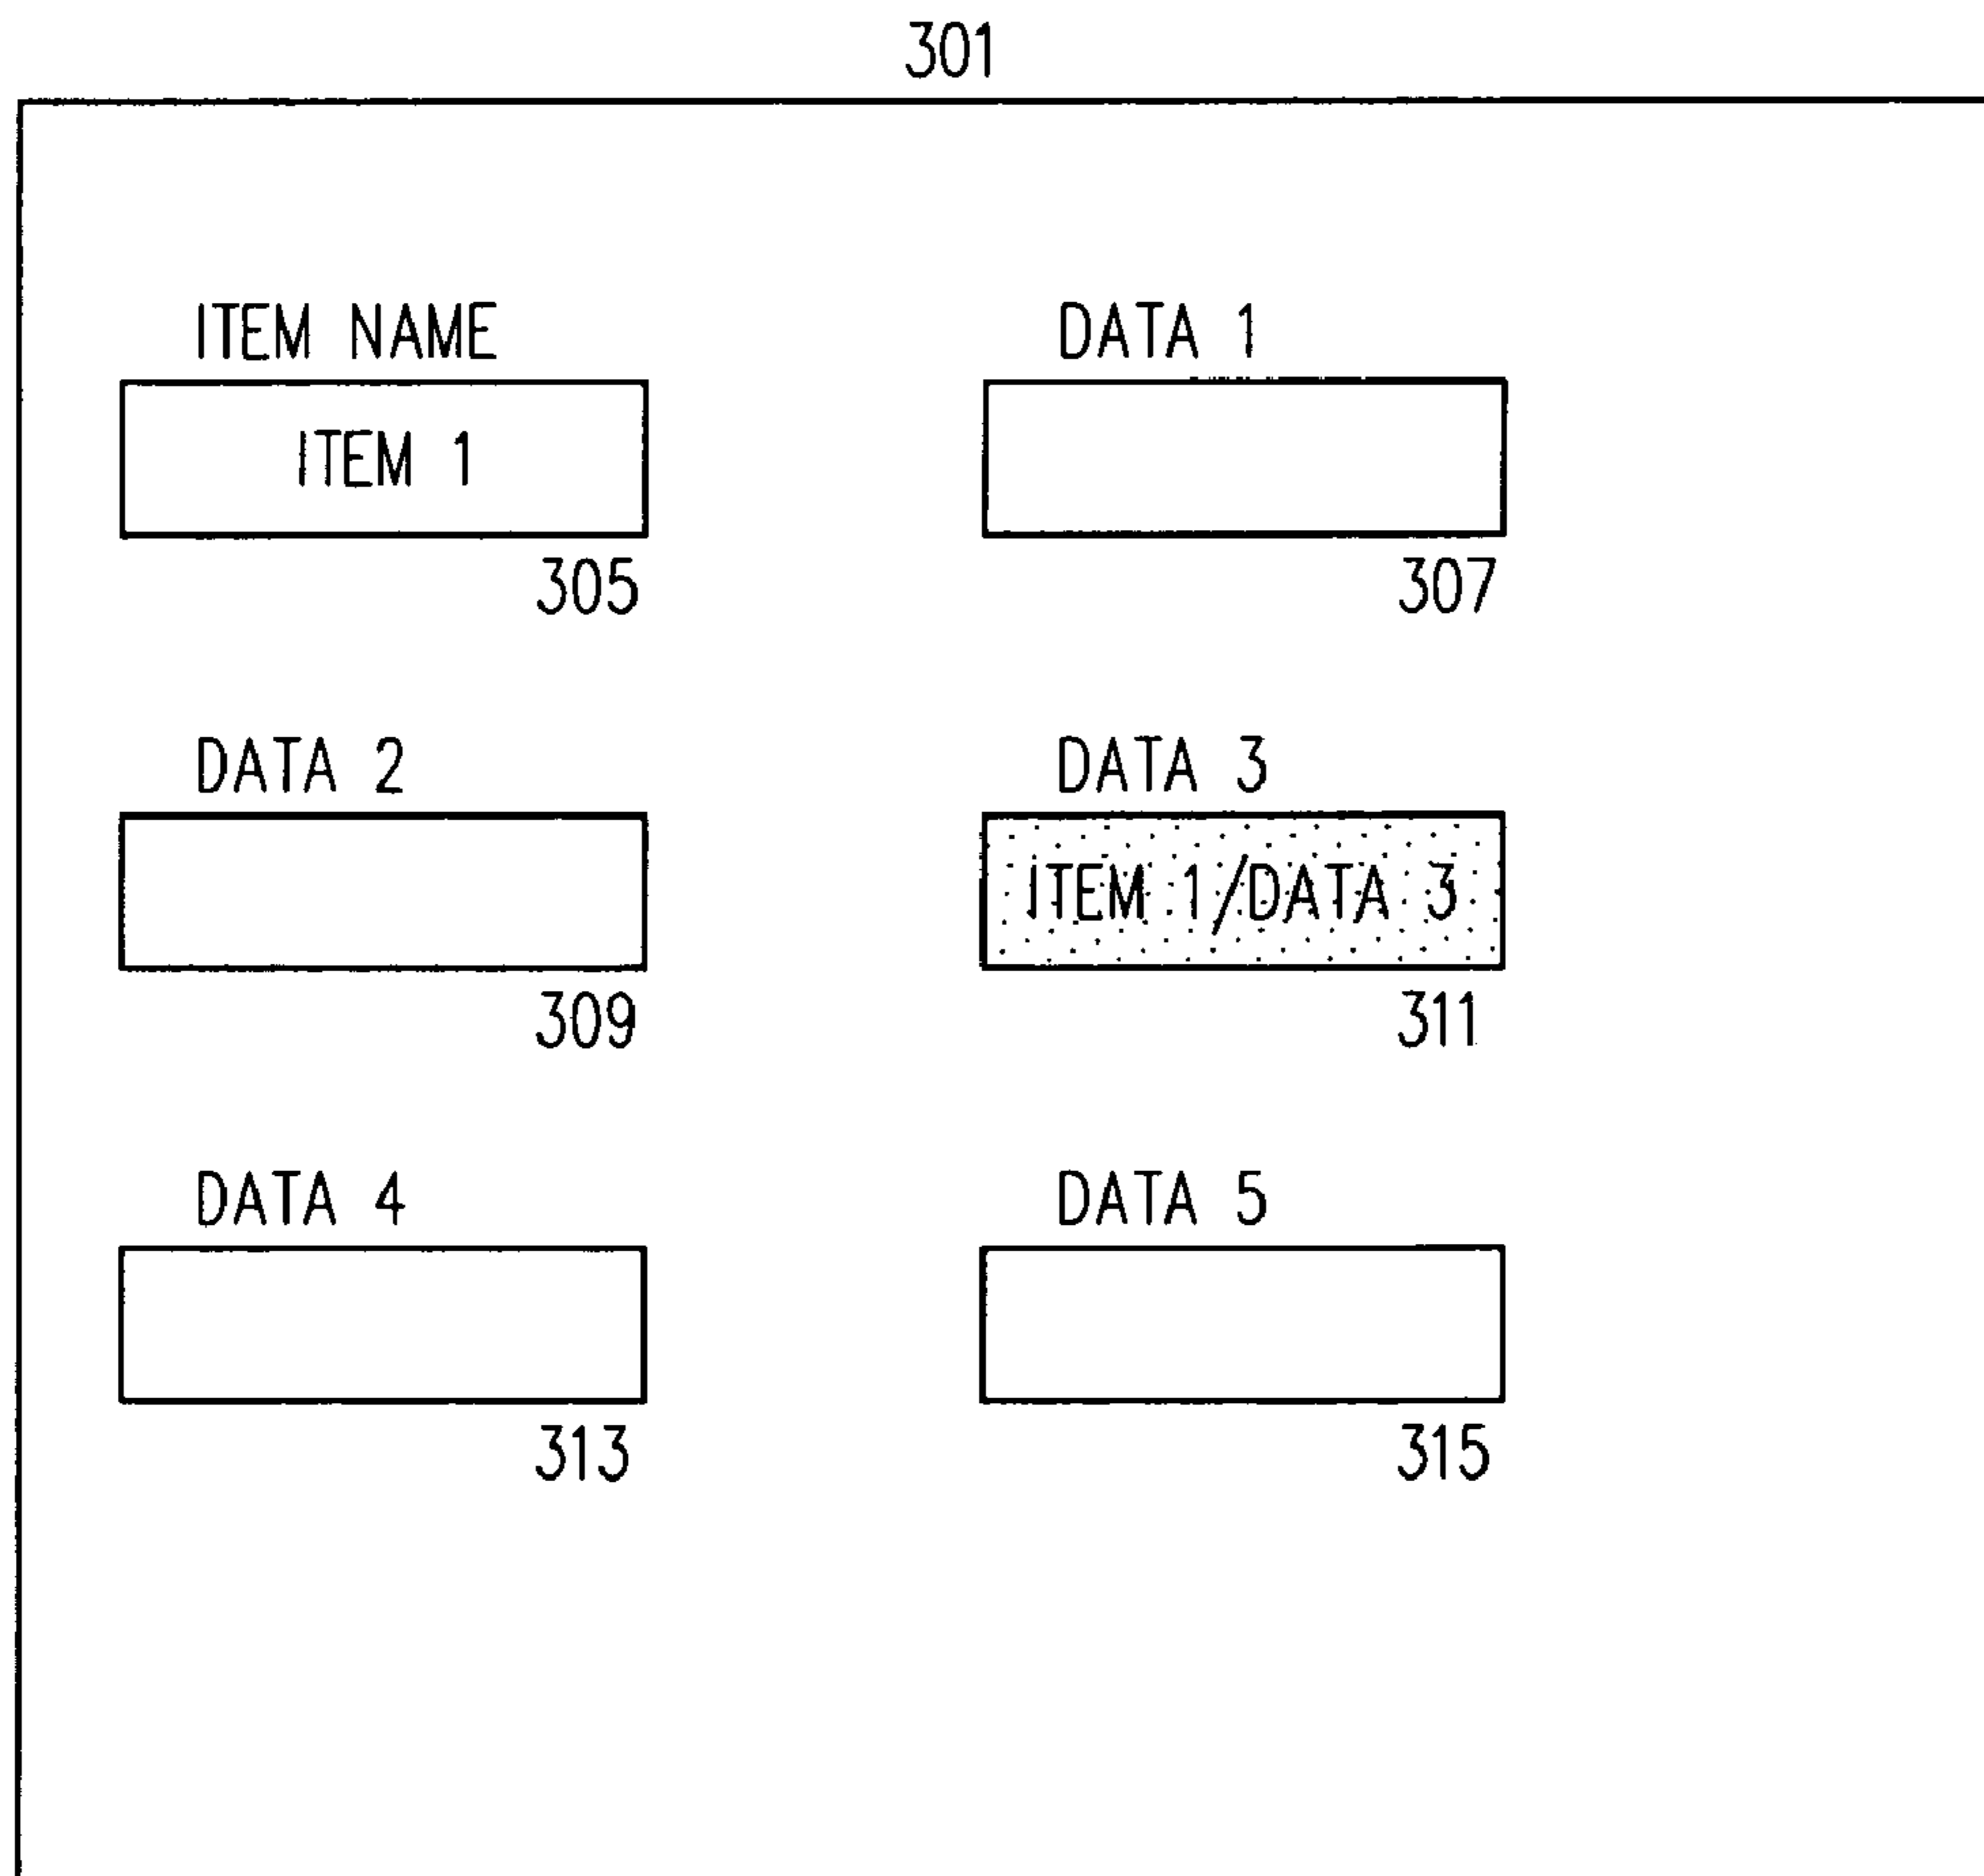 301
ITEM NAME DATA 1
ITEM 1
305 307
DATA 2 DATA 3
ITEM 1/DATA 3
309 311
DATA 4 DATA 5
313 315